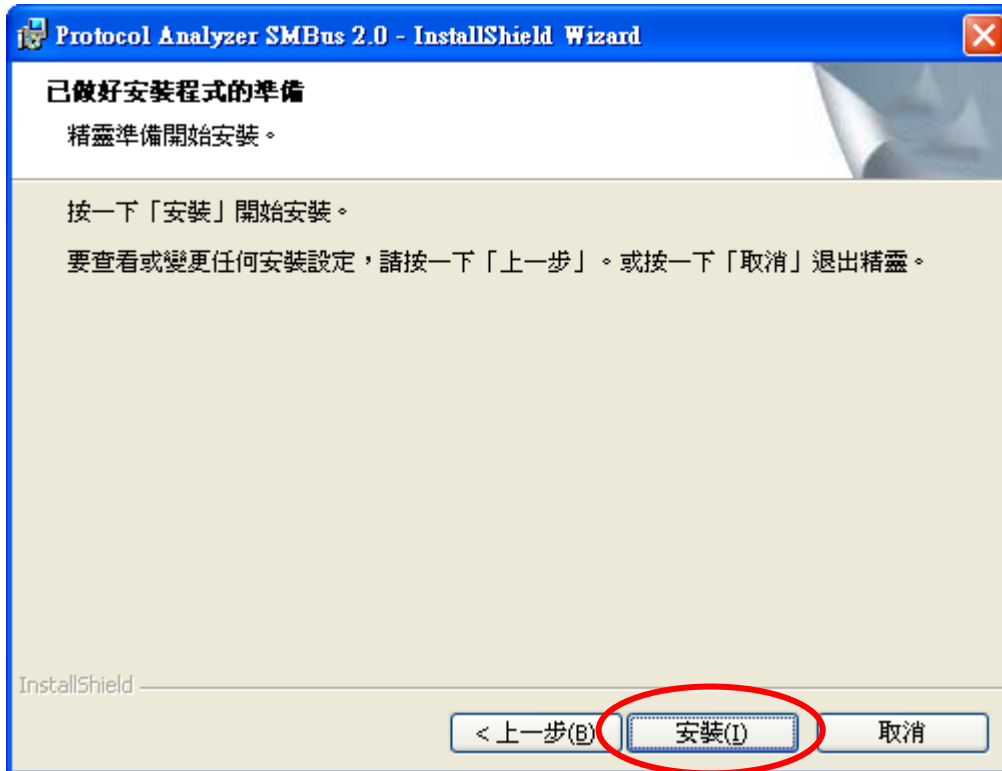 Protocol Analyzer SMBus 2.0 - InstallShield Wizard
已做好安裝程式的準備
精靈準備開始安裝。
按一下「安裝」開始安裝。
要查看或變更任何安裝設定，請按一下「上一步」。或按一下「取消」退出精靈。
InstallShield
< 上一步(B)
安裝(I)
取消